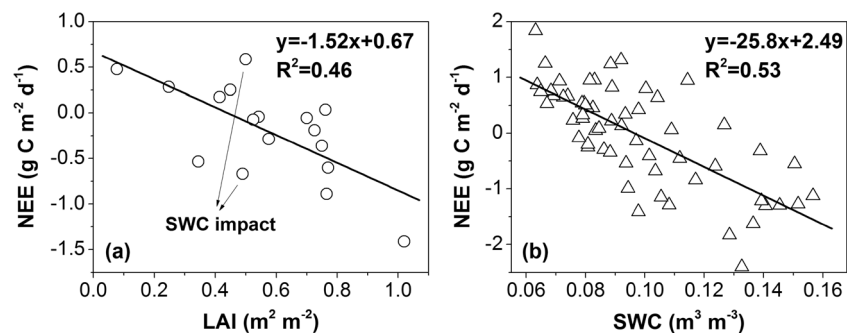 y=-1.52x+0.67
R²=0.46
NEE (g C m⁻² d⁻¹)
1.0
0.5
0.0
-0.5
-1.0
-1.5
SWC impact
(a)
0.0 0.2 0.4 0.6 0.8 1.0
LAI (m² m⁻²)
y=-25.8x+2.49
R²=0.53
NEE (g C m⁻² d⁻¹)
2
1
0
-1
-2
(b)
0.06 0.08 0.10 0.12 0.14 0.16
SWC (m³ m⁻³)